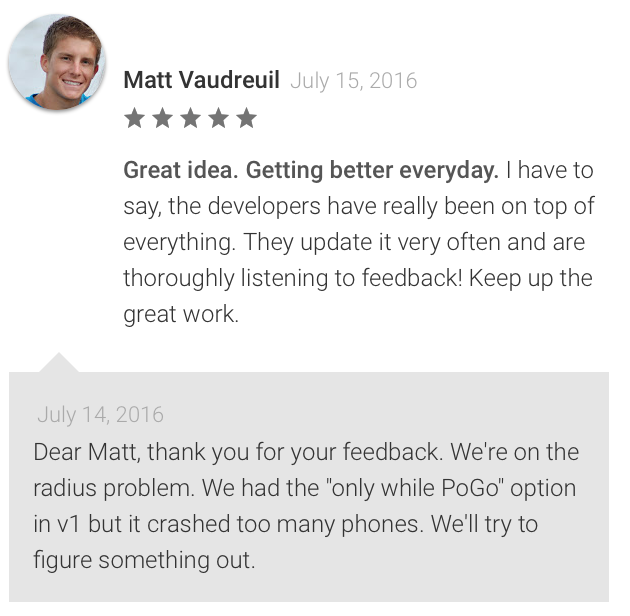 Matt Vaudreuil July 15, 2016
Great idea. Getting better everyday. I have to
say, the developers have really been on top of
everything. They update it very often and are
thoroughly listening to feedback! Keep up the
great work.
July 14, 2016
Dear Matt, thank you for your feedback. We're on the
radius problem. We had the "only while PoGo" option
in v1 but it crashed too many phones. We'll try to
figure something out.